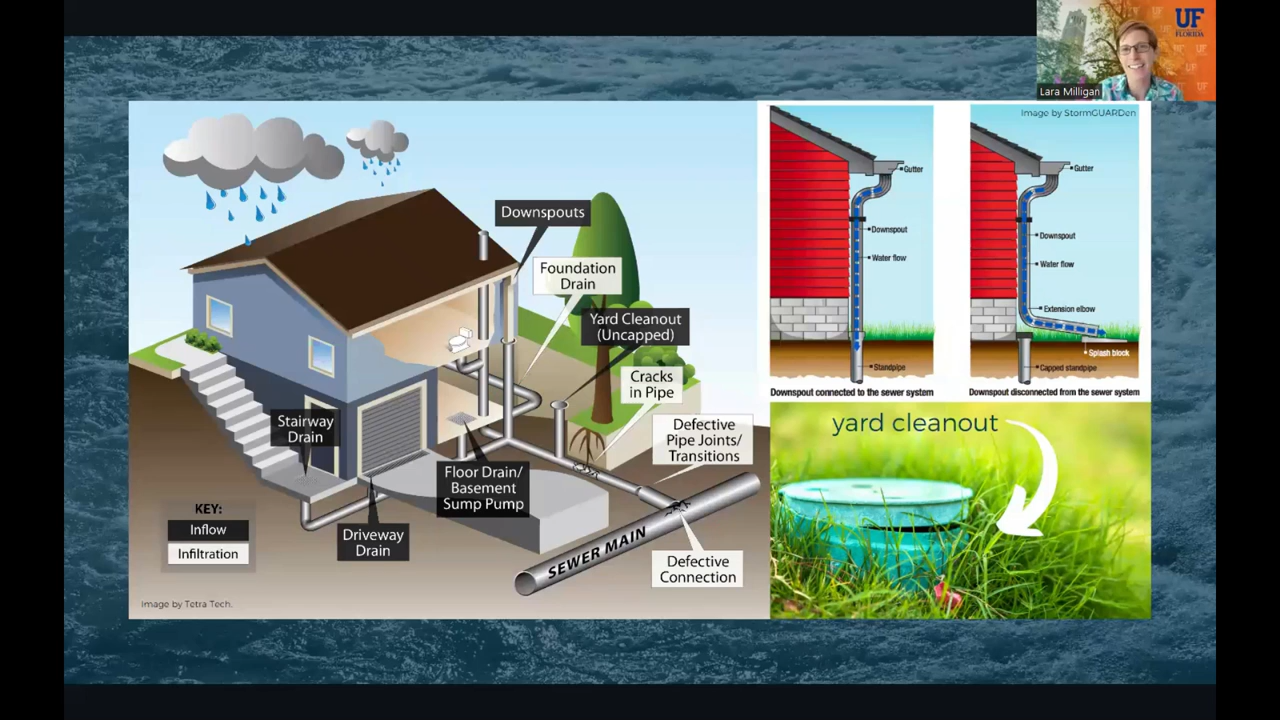 UF
FLORIDA
Lara Milligan
Downspouts
Foundation
Drain
Yard Cleanout
(Uncapped)
Cracks
in Pipe
Defective
Pipe Joints/
Transitions
Stairway
Drain
Floor Drain/
Basement
Sump Pump
Driveway
Drain
SEWER MAIN
Defective
Connection
KEY:
Inflow
Infiltration
Image by Tetra Tech.
Gutter
Downspout
Water flow
Standpipe
Downspout connected to the sewer system
Image by StormGUARDen
Gutter
Downspout
Water flow
Extension elbow
Splash block
Capped standpipe
Downspout disconnected from the sewer system
yard cleanout